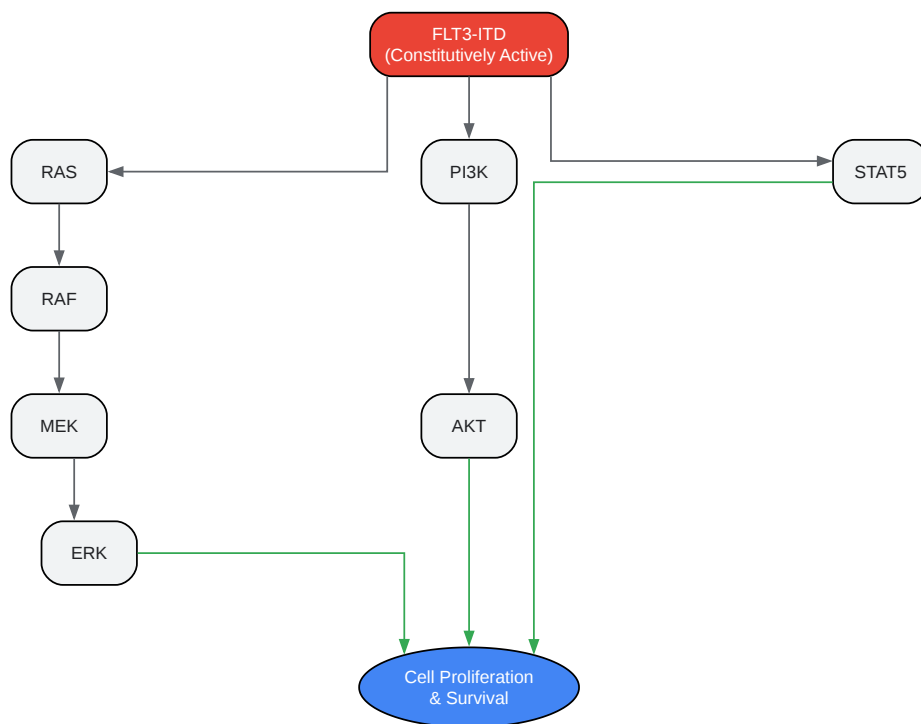 FLT3-ITD
(Constitutively Active)
RAS
PI3K
STAT5
RAF
MEK
AKT
ERK
Cell Proliferation
& Survival